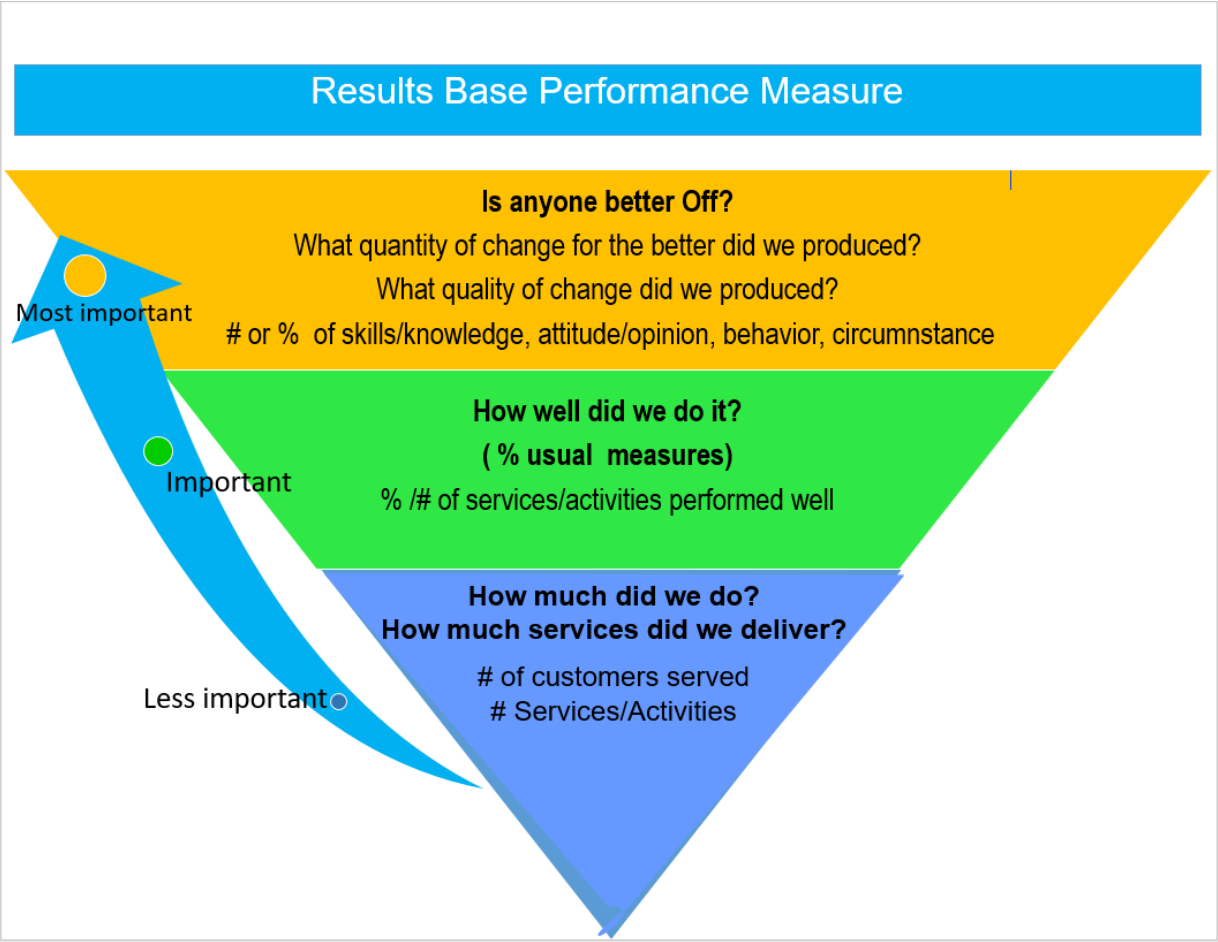 Results Base Performance Measure
Is anyone better Off?
What quantity of change for the better did we produced?
What quality of change did we produced?
# or %  of skills/knowledge, attitude/opinion, behavior, circumnstance
Most important
How well did we do it?
( % usual  measures)
% /# of services/activities performed well
Important
How much did we do?
How much services did we deliver?
# of customers served
# Services/Activities
Less important